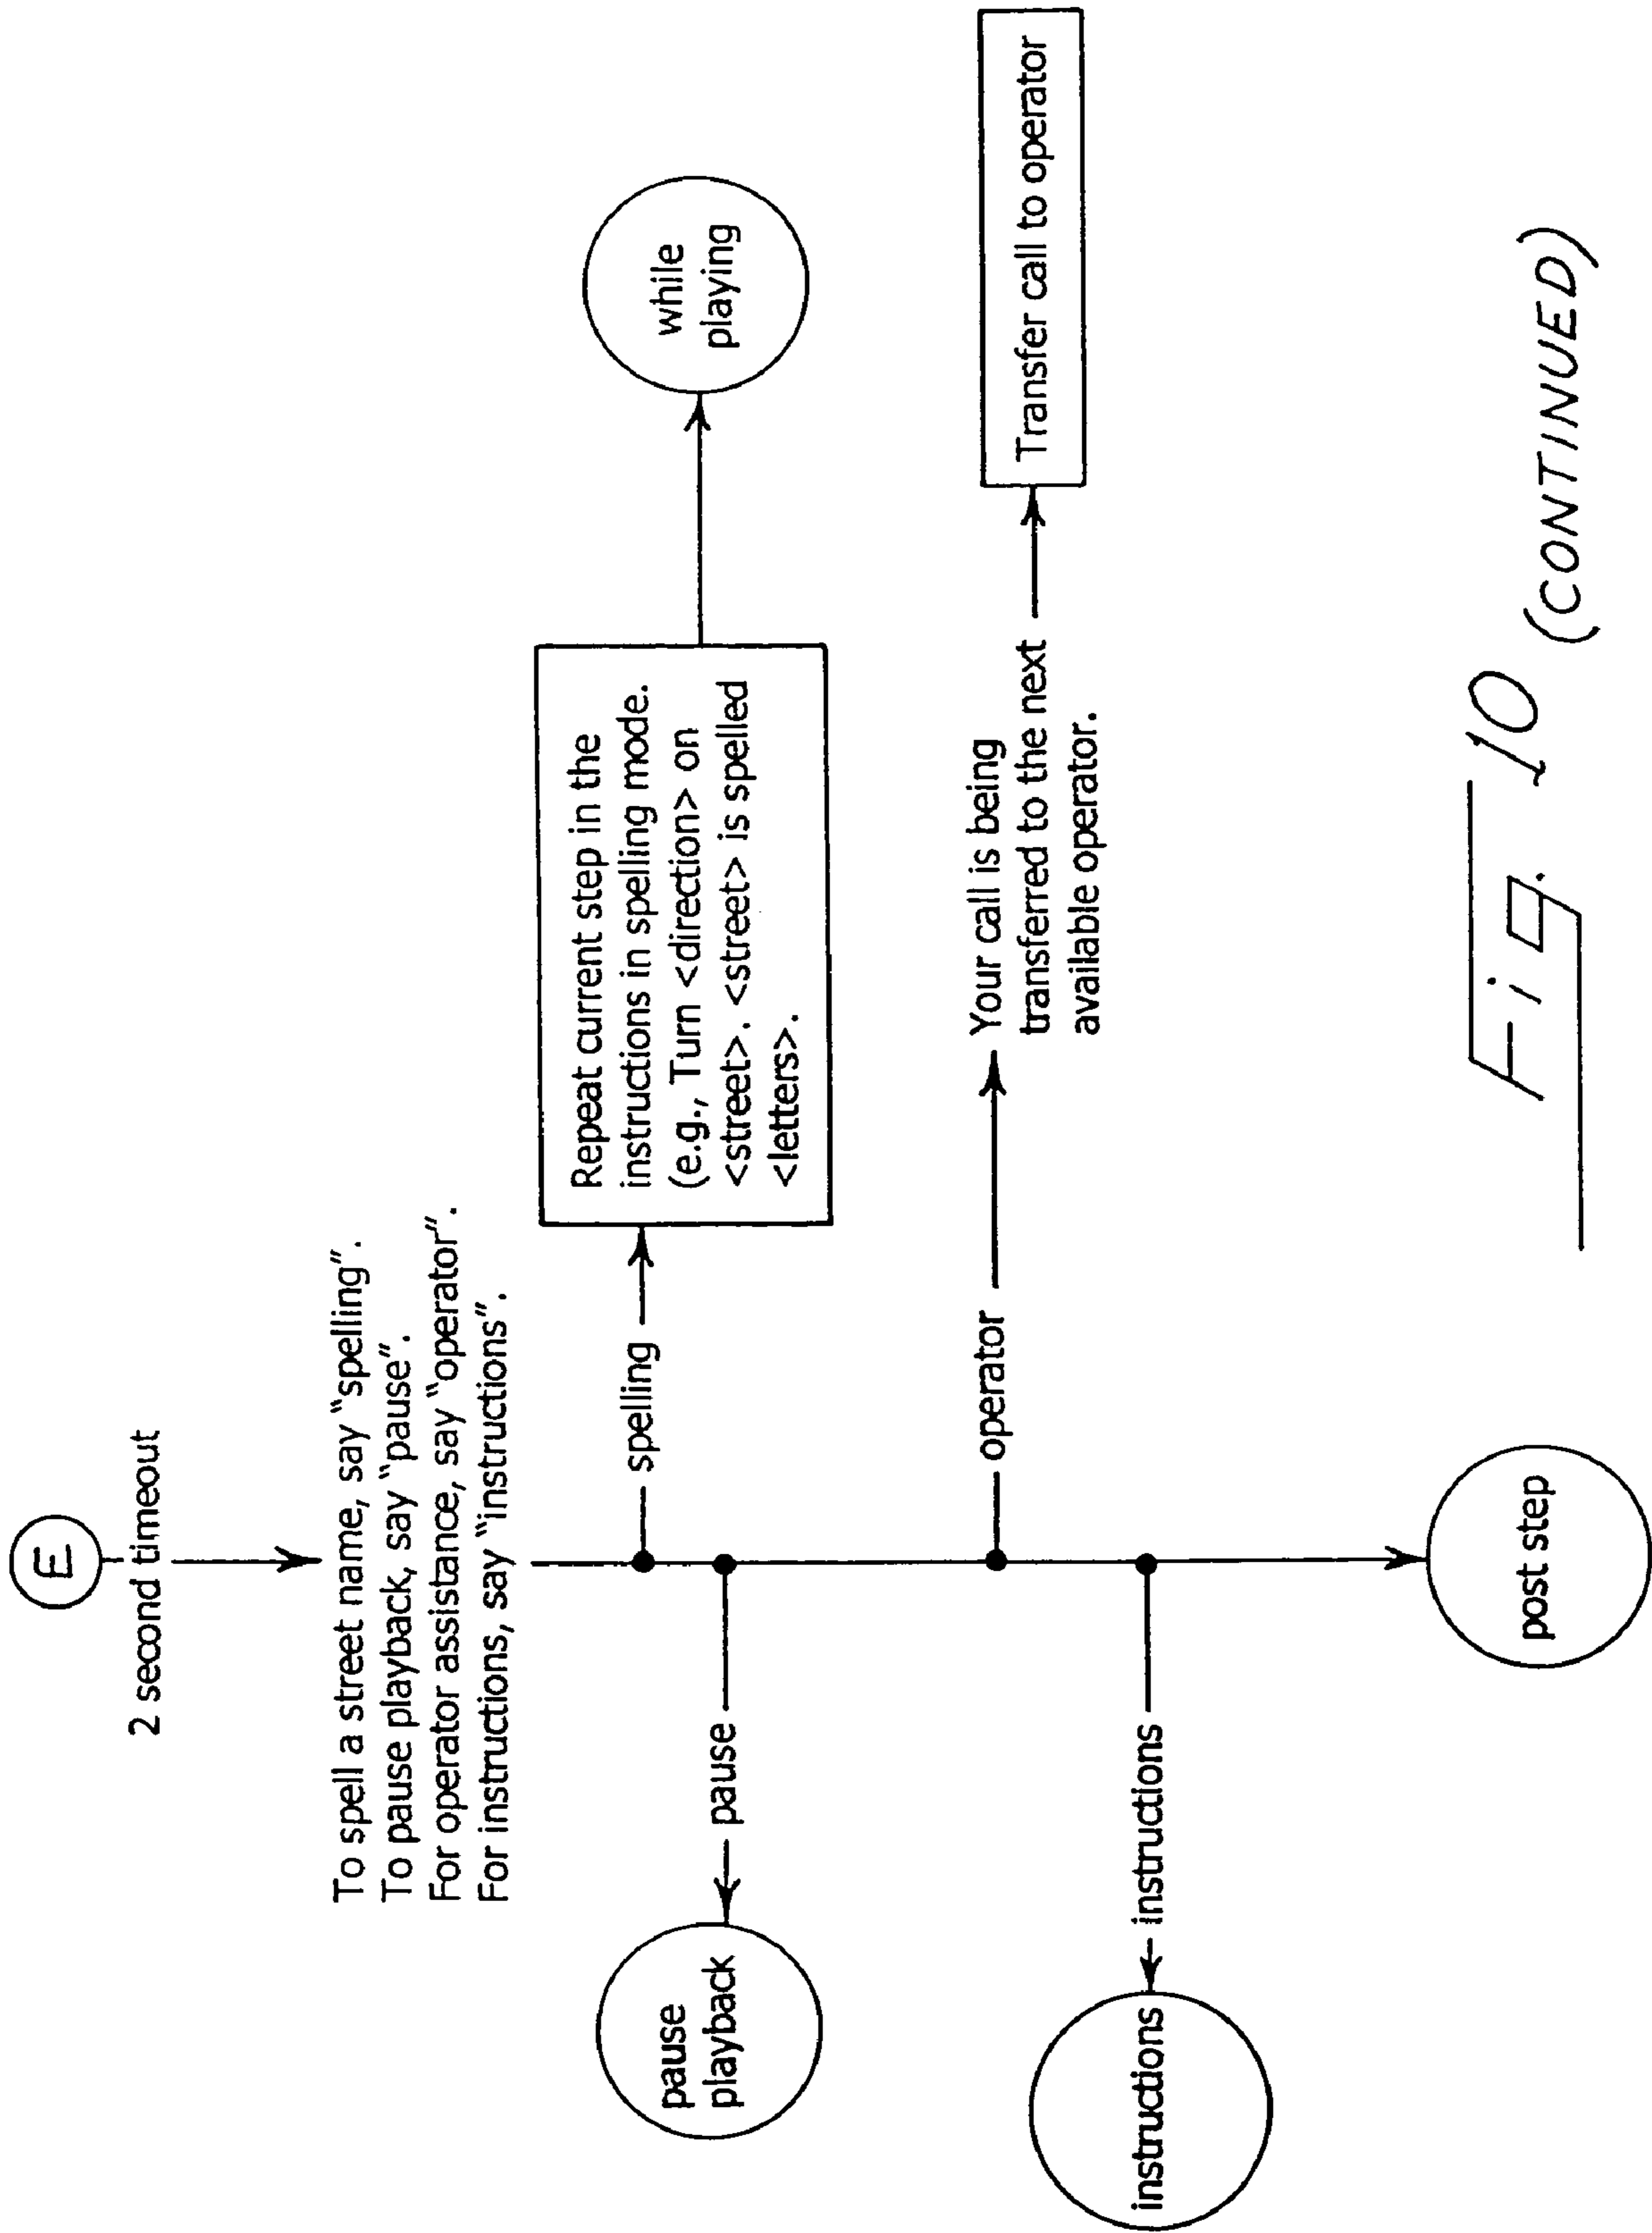 E
2 second timeout
To spell a street name, say "spelling".
To pause playback, say "pause".
For operator assistance, say "operator".
For instructions, say "instructions".
spelling
Repeat current step in the
instructions in spelling mode.
(e.g., Turn <direction> on
<street>. <street> is spelled
<letters>.
while
playing
pause
pause
playback
operator
Your call is being
transferred to the next
available operator.
Transfer call to operator
instructions
instructions
post step
Fig. 10 (CONTINUED)